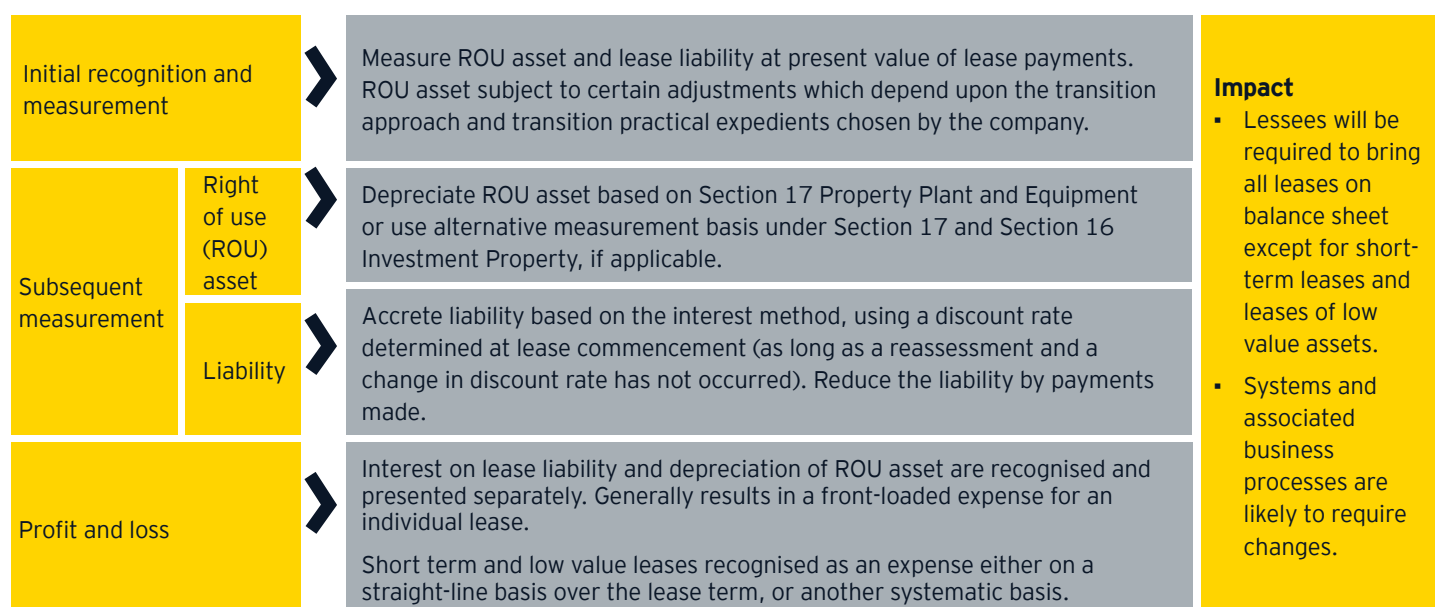 Initial recognition and
measurement
Measure ROU asset and lease liability at present value of lease payments.
ROU asset subject to certain adjustments which depend upon the transition
approach and transition practical expedients chosen by the company.
Subsequent
measurement
Right
of use
(ROU)
asset
Depreciate ROU asset based on Section 17 Property Plant and Equipment
or use alternative measurement basis under Section 17 and Section 16
Investment Property, if applicable.
Liability
Accrete liability based on the interest method, using a discount rate
determined at lease commencement (as long as a reassessment and a
change in discount rate has not occurred). Reduce the liability by payments
made.
Profit and loss
Interest on lease liability and depreciation of ROU asset are recognised and
presented separately. Generally results in a front-loaded expense for an
individual lease.
Short term and low value leases recognised as an expense either on a
straight-line basis over the lease term, or another systematic basis.
Impact
▪ Lessees will be
required to bring
all leases on
balance sheet
except for short-
term leases and
leases of low
value assets.
▪ Systems and
associated
business
processes are
likely to require
changes.